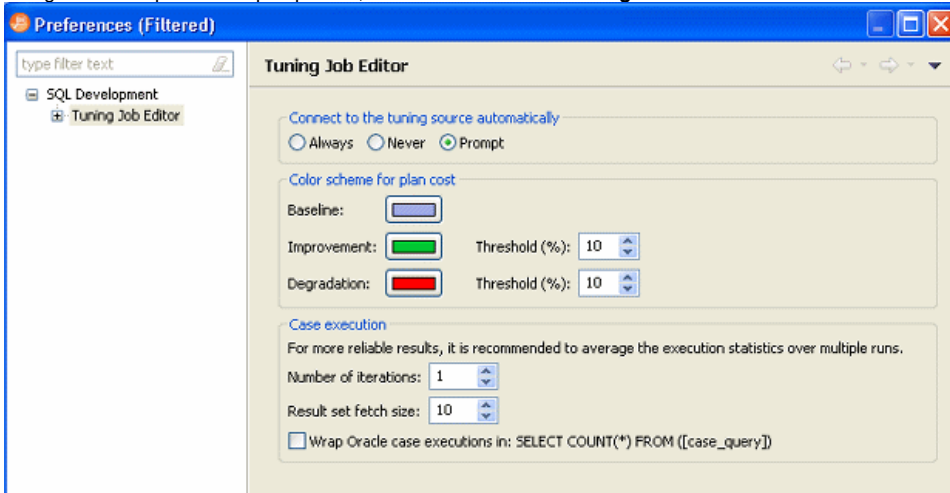 Preferences (Filtered)
type filter text
SQL Development
Tuning Job Editor
Tuning Job Editor
Connect to the tuning source automatically
Always Never Prompt
Color scheme for plan cost
Baseline:
Improvement: Threshold (%): 10
Degradation: Threshold (%): 10
Case execution
For more reliable results, it is recommended to average the execution statistics over multiple runs.
Number of iterations: 1
Result set fetch size: 10
Wrap Oracle case executions in: SELECT COUNT(*) FROM ([case_query])